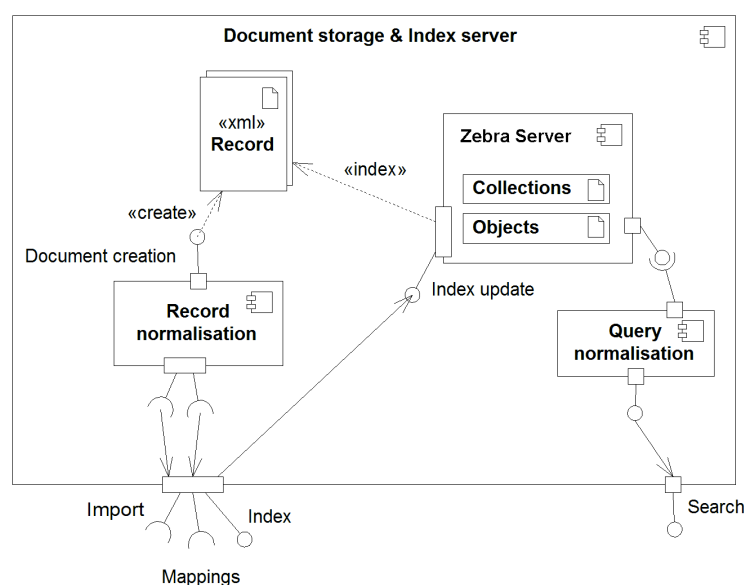 Document storage & Index server
«xml»
Record
Zebra Server
«index»
Collections
«create»
Objects
Document creation
Index update
Record
normalisation
Query
normalisation
Import
Index
Search
Mappings